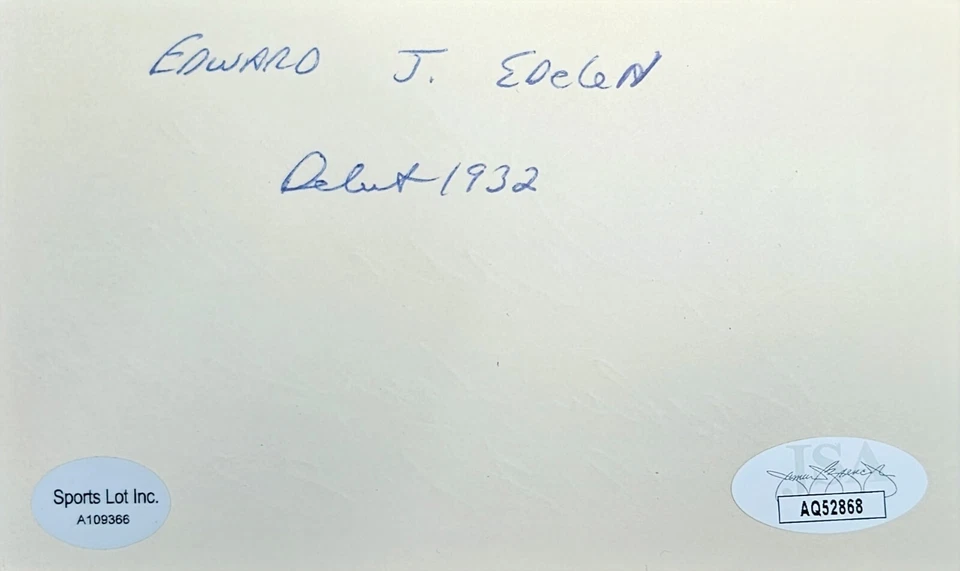 EDWARD J. EDELEN
Debut 1932
Sports Lot Inc.
A109366
JSA
AQ52868